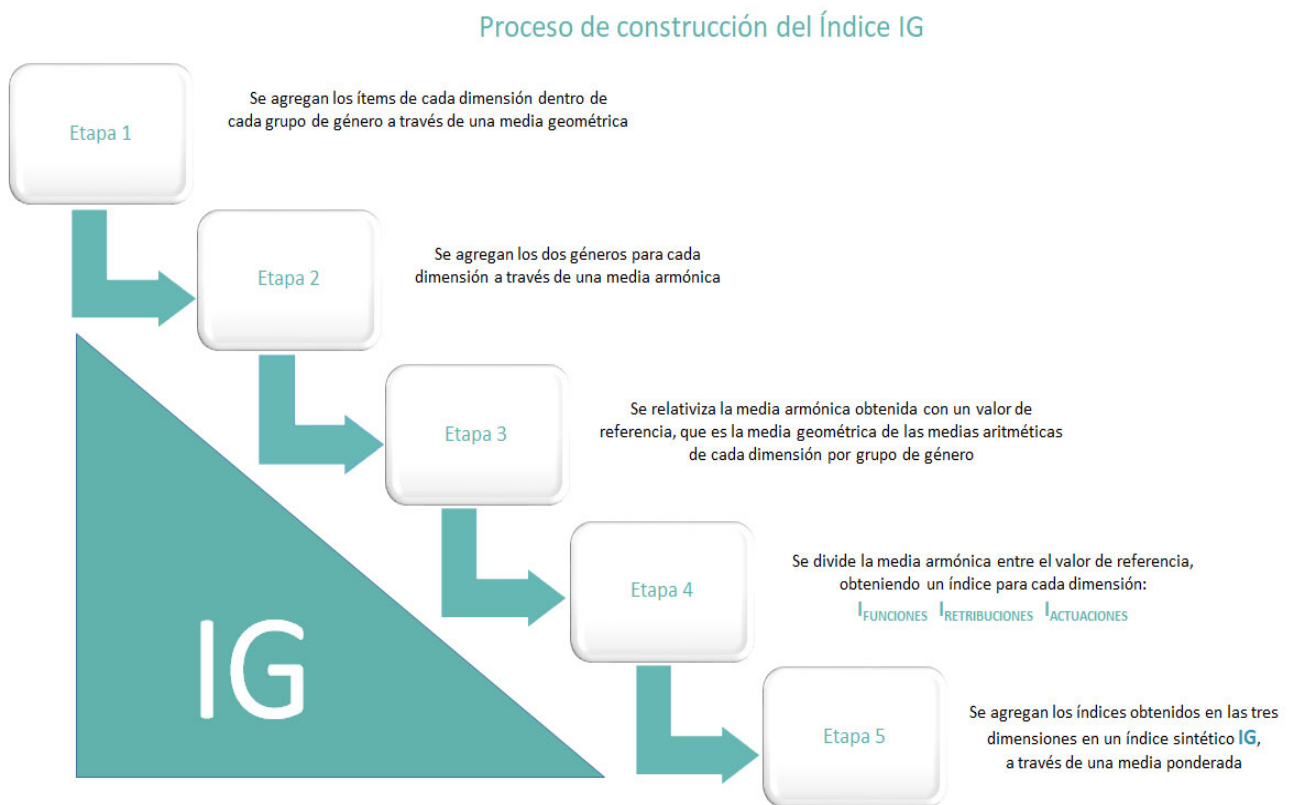 Proceso de construcción del Índice IG
Etapa 1
Se agregan los ítems de cada dimensión dentro de
cada grupo de género a través de una media geométrica
Etapa 2
Se agregan los dos géneros para cada
dimensión a través de una media armónica
Etapa 3
Se relativiza la media armónica obtenida con un valor de
referencia, que es la media geométrica de las medias aritméticas
de cada dimensión por grupo de género
Etapa 4
Se divide la media armónica entre el valor de referencia,
obteniendo un índice para cada dimensión:
IFUNCIONES IRETRIBUCIONES IACTUACIONES
IG
Etapa 5
Se agregan los índices obtenidos en las tres
dimensiones en un índice sintético IG,
a través de una media ponderada